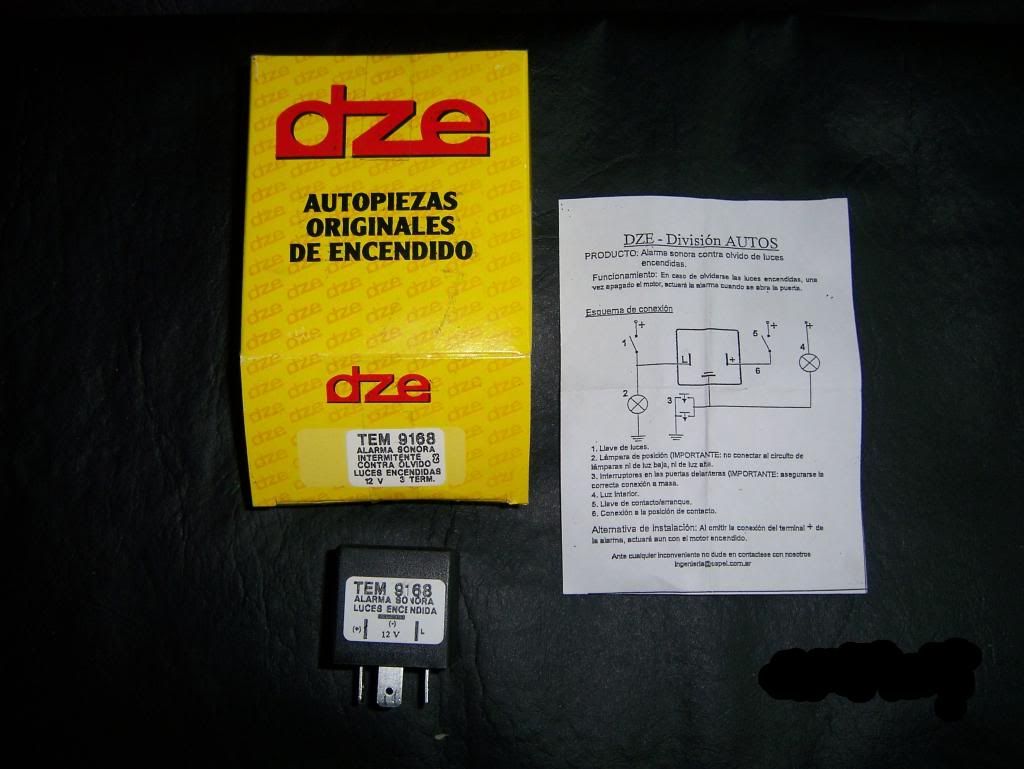 dze
AUTOPIEZAS
ORIGINALES
DE ENCENDIDO
dze
TEM 9168
ALARMA SONORA
INTERMITENTE
CONTRA OLVIDO
LUCES ENCENDIDAS
12 V 3 TERM.
TEM 9168
ALARMA SONORA
LUCES ENCENDIDA
(-)
(+) 12 V L
DZE - División AUTOS
PRODUCTO: Alarma sonora contra olvido de luces
encendidas.
Funcionamiento: En caso de olvidarse las luces encendidas, una
vez apagado el motor, actuará la alarma cuando se abra la puerta.
Esquema de conexión
+ + +
1 5 4
L +
6
2 3
1. Llave de luces.
2. Lámpara de posición (IMPORTANTE: no conectar al circuito de
lámparas ni de luz baja, ni de luz alta.
3. Interruptores en las puertas delanteras (IMPORTANTE: asegurarse la
correcta conexión a masa.
4. Luz interior.
5. Llave de contacto/arranque.
6. Conexión a la posición de contacto.
Alternativa de instalación: Al omitir la conexión del terminal + de
la alarma, actuará aun con el motor encendido.
Ante cualquier inconveniente no dude en contactese con nosotros